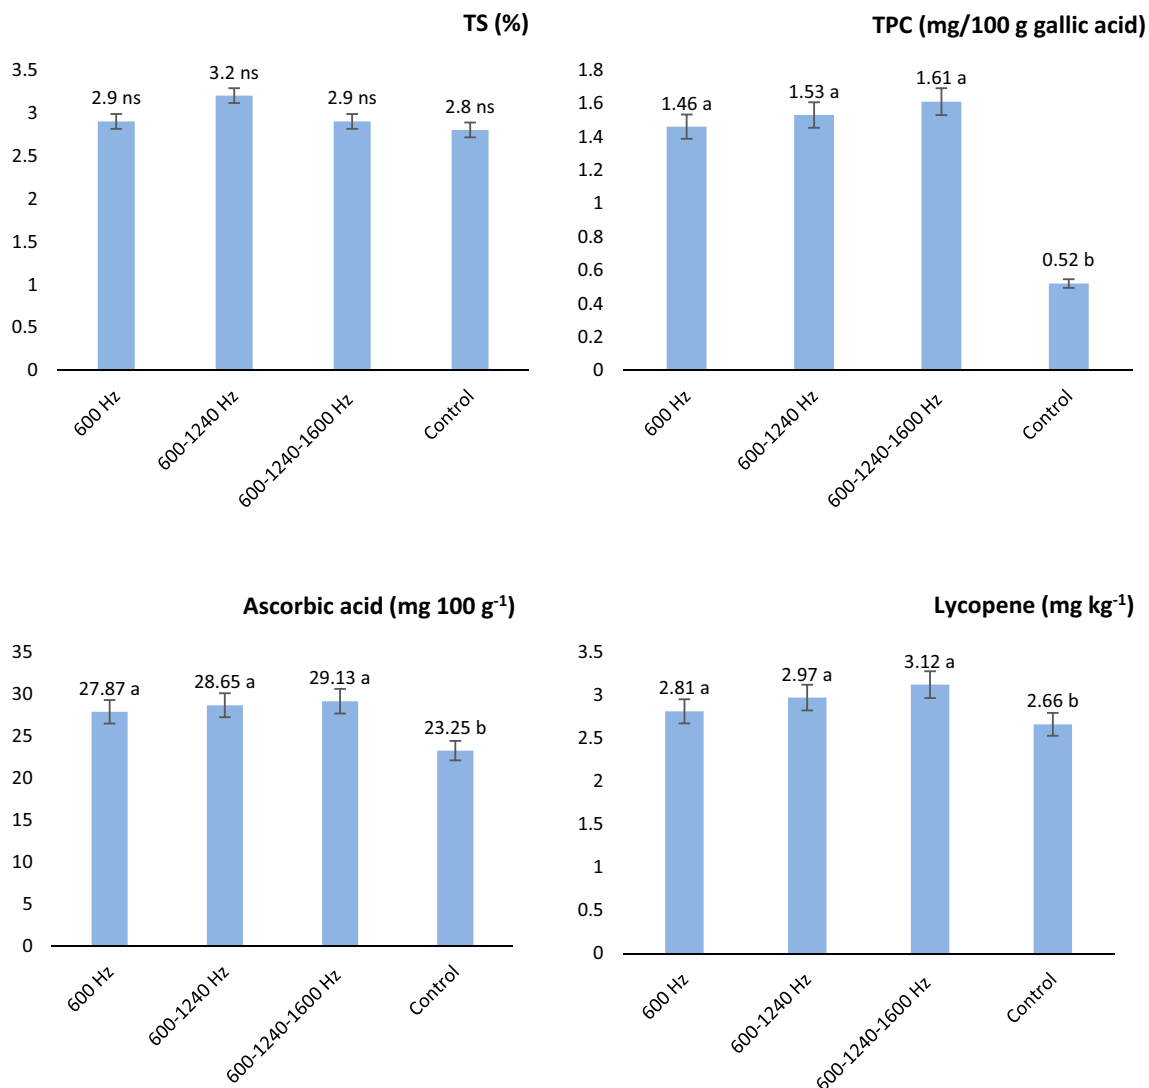 TS (%)
3.5
3
2.5
2
1.5
1
0.5
0
2.9 ns
3.2 ns
2.9 ns
2.8 ns
600 Hz
600-1240 Hz
600-1240-1600 Hz
Control
TPC (mg/100 g gallic acid)
1.8
1.6
1.4
1.2
1
0.8
0.6
0.4
0.2
0
1.46 a
1.53 a
1.61 a
0.52 b
600 Hz
600-1240 Hz
600-1240-1600 Hz
Control
Ascorbic acid (mg 100 g⁻¹)
35
30
25
20
15
10
5
0
27.87 a
28.65 a
29.13 a
23.25 b
600 Hz
600-1240 Hz
600-1240-1600 Hz
Control
Lycopene (mg kg⁻¹)
3.5
3
2.5
2
1.5
1
0.5
0
2.81 a
2.97 a
3.12 a
2.66 b
600 Hz
600-1240 Hz
600-1240-1600 Hz
Control